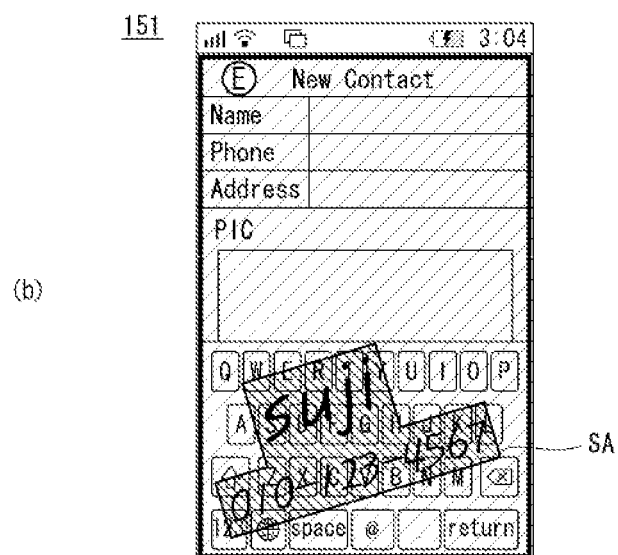 151
3:04
E New Contact
Name
Phone
Address
PIC
(b)
Q W E R Y U I O P
suji
A G H J K L
SA
010-123-4567
Z X C V B N M
123 space @ return